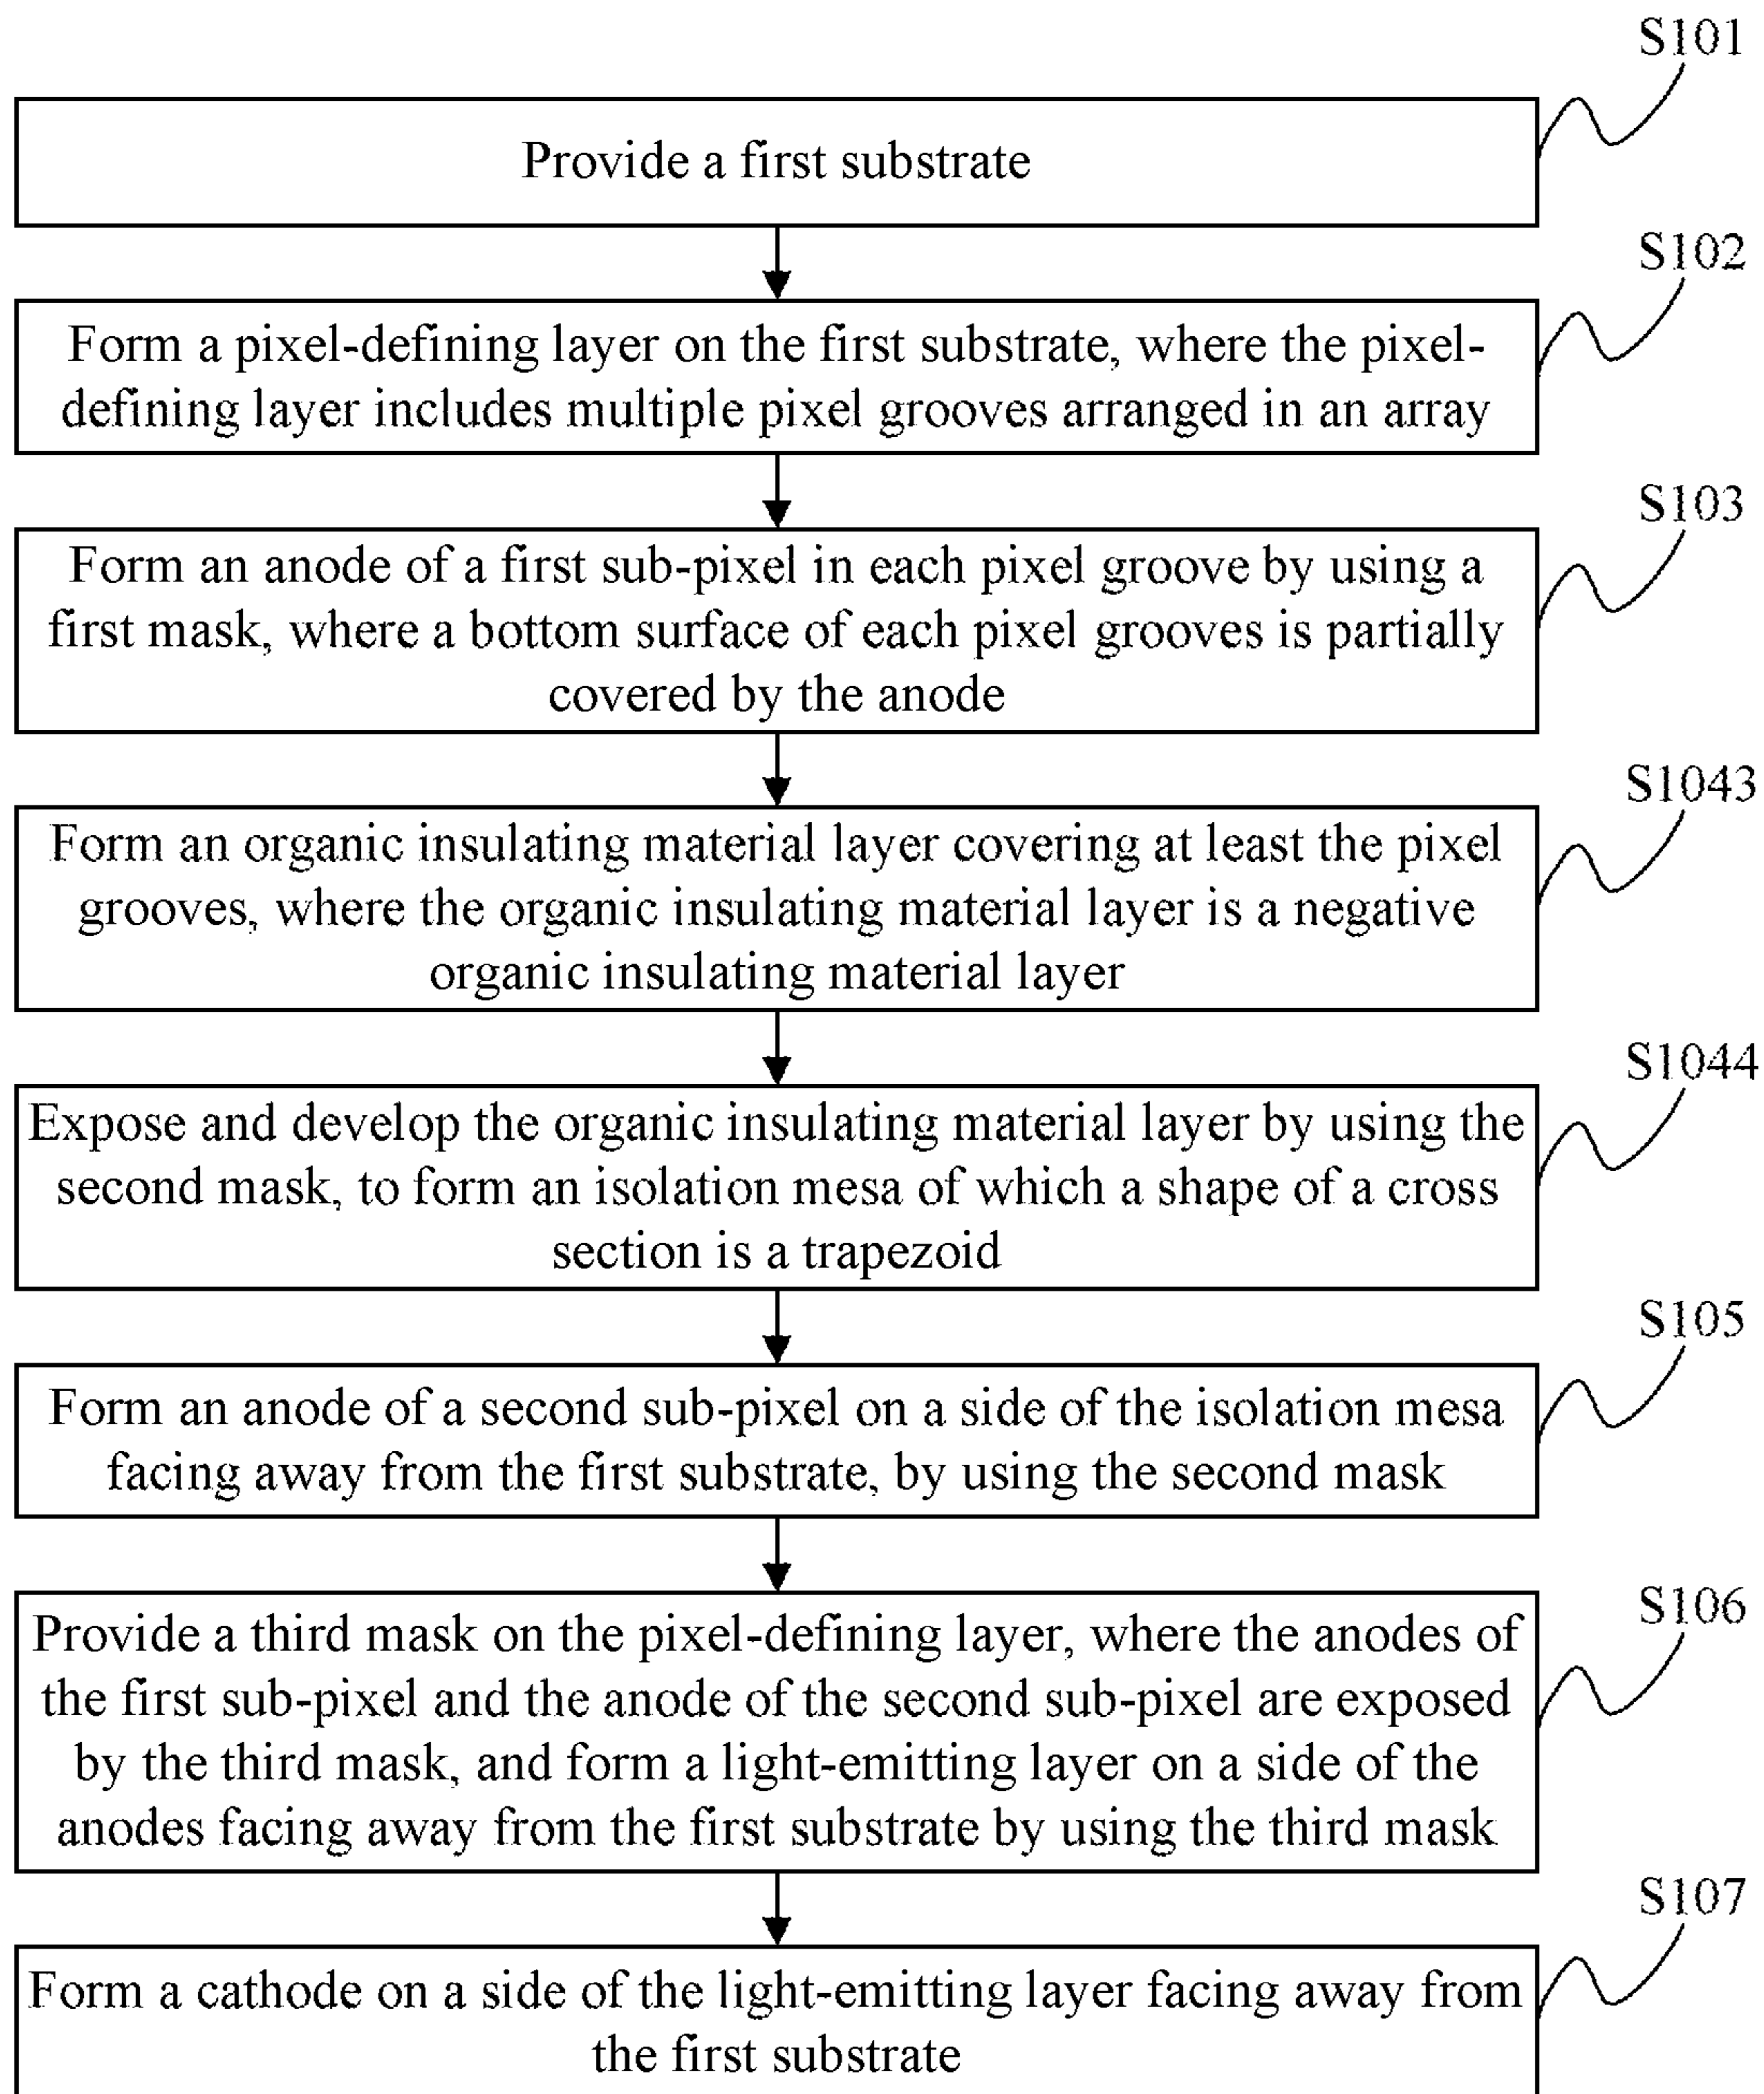 S101
Provide a first substrate
S102
Form a pixel-defining layer on the first substrate, where the pixel-
defining layer includes multiple pixel grooves arranged in an array
S103
Form an anode of a first sub-pixel in each pixel groove by using a
first mask, where a bottom surface of each pixel grooves is partially
covered by the anode
S1043
Form an organic insulating material layer covering at least the pixel
grooves, where the organic insulating material layer is a negative
organic insulating material layer
S1044
Expose and develop the organic insulating material layer by using the
second mask, to form an isolation mesa of which a shape of a cross
section is a trapezoid
S105
Form an anode of a second sub-pixel on a side of the isolation mesa
facing away from the first substrate, by using the second mask
S106
Provide a third mask on the pixel-defining layer, where the anodes of
the first sub-pixel and the anode of the second sub-pixel are exposed
by the third mask, and form a light-emitting layer on a side of the
anodes facing away from the first substrate by using the third mask
S107
Form a cathode on a side of the light-emitting layer facing away from
the first substrate